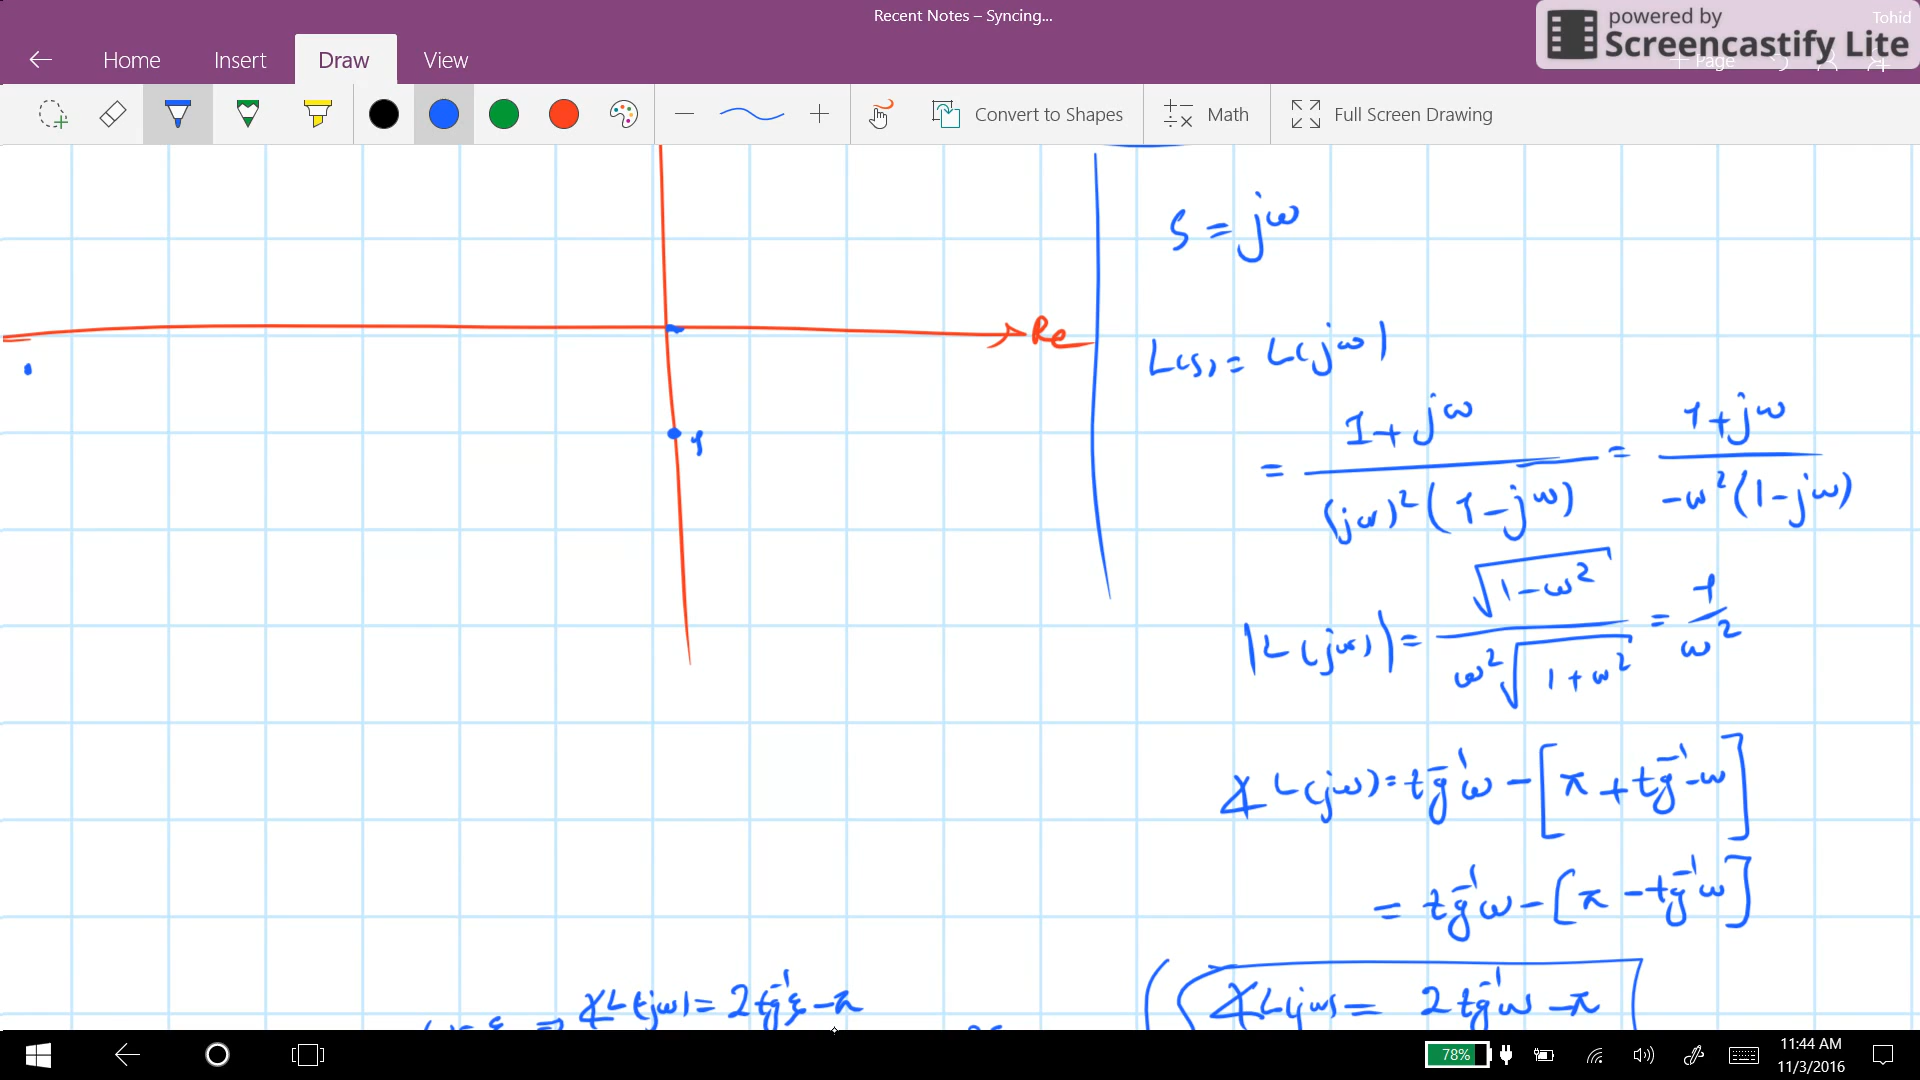 Recent Notes – Syncing...
powered by
Screencastify Lite
Tohid
Home Insert Draw View
+ Page
Convert to Shapes Math Full Screen Drawing
S = jω
Re
L(s) = L(jω)
= 1+jω / (jω)²(1-jω) = 1+jω / -ω²(1-jω)
1
|L(jω)| = √1-ω² / ω²√1+ω² = 1/ω²
∡L(jω) = tg⁻¹ω - [π + tg⁻¹-ω]
= tg⁻¹ω - [π - tg⁻¹ω]
∡L(jω) = 2tg⁻¹ε - π
∡L(jω) = 2tg⁻¹ω - π
78%
11:44 AM
11/3/2016